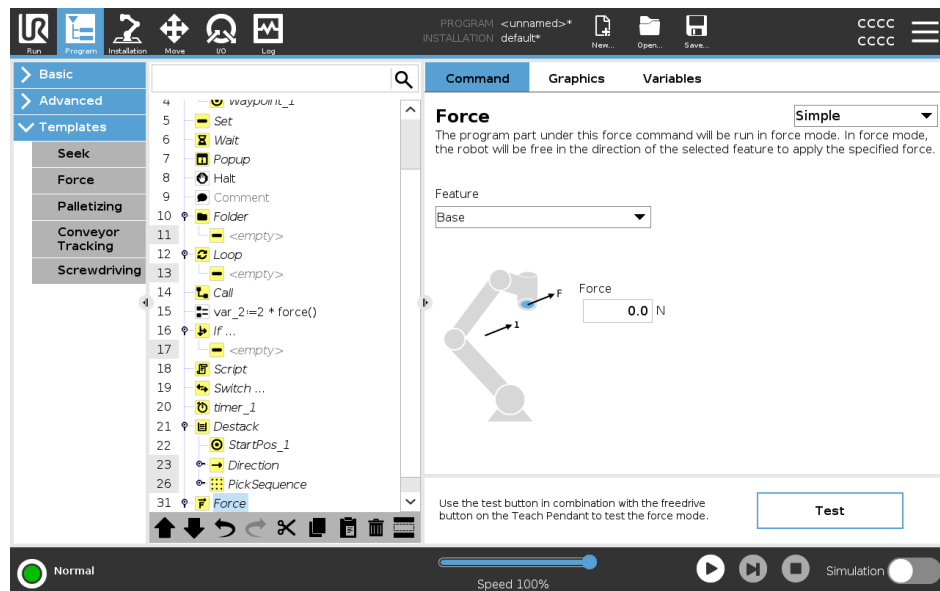 Run
Program
Installation
Move
I/O
Log
PROGRAM <unnamed>*
INSTALLATION default*
New...
Open...
Save...
CCCC
CCCC
Basic
Advanced
Templates
Seek
Force
Palletizing
Conveyor
Tracking
Screwdriving
4 Waypoint_1
5 Set
6 Wait
7 Popup
8 Halt
9 Comment
10 Folder
11 <empty>
12 Loop
13 <empty>
14 Call
15 var_2≔2 * force()
16 If ...
17 <empty>
18 Script
19 Switch ...
20 timer_1
21 Destack
22 StartPos_1
23 Direction
26 PickSequence
31 Force
Command
Graphics
Variables
Force
Simple
The program part under this force command will be run in force mode. In force mode,
the robot will be free in the direction of the selected feature to apply the specified force.
Feature
Base
F
1
Force
0.0 N
Use the test button in combination with the freedrive
button on the Teach Pendant to test the force mode.
Test
Normal
Speed 100%
Simulation